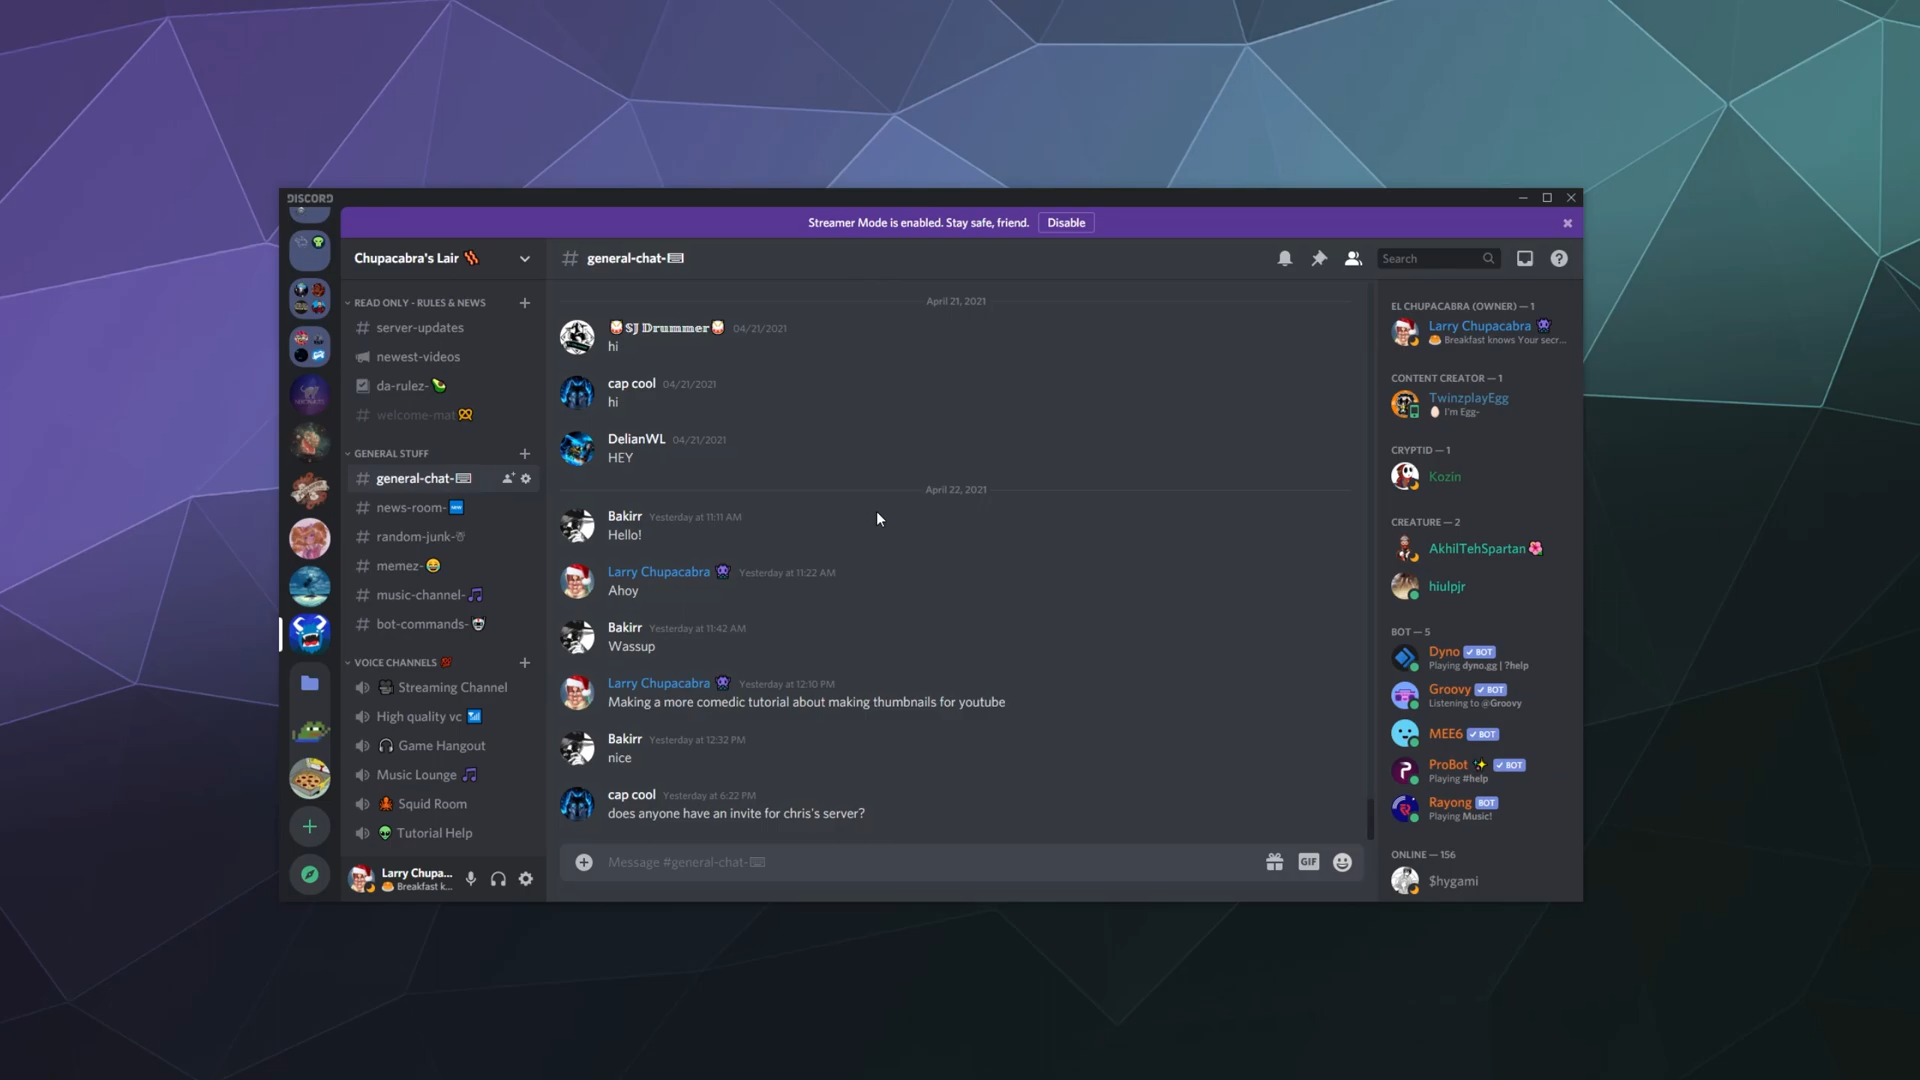 DISCORD
Streamer Mode is enabled. Stay safe, friend.
Disable
Chupacabra's Lair
general-chat-
Search
READ ONLY - RULES & NEWS
server-updates
newest-videos
da-rulez-
welcome-mat
GENERAL STUFF
general-chat-
news-room-
random-junk-
memez-
music-channel-
bot-commands-
VOICE CHANNELS
Streaming Channel
High quality vc
Game Hangout
Music Lounge
Squid Room
Tutorial Help
Larry Chupa...
Breakfast k...
April 21, 2021
𝕊𝕁 𝔻𝕣𝕦𝕞𝕞𝕖𝕣 04/21/2021
hi
cap cool 04/21/2021
hi
DelianWL 04/21/2021
HEY
April 22, 2021
Bakirr Yesterday at 11:11 AM
Hello!
Larry Chupacabra Yesterday at 11:22 AM
Ahoy
Bakirr Yesterday at 11:42 AM
Wassup
Larry Chupacabra Yesterday at 12:10 PM
Making a more comedic tutorial about making thumbnails for youtube
Bakirr Yesterday at 12:32 PM
nice
cap cool Yesterday at 6:22 PM
does anyone have an invite for chris's server?
Message #general-chat-
GIF
EL CHUPACABRA (OWNER) — 1
Larry Chupacabra
Breakfast knows Your secr...
CONTENT CREATOR — 1
TwinzplayEgg
I'm Egg-
CRYPTID — 1
Kozin
CREATURE — 2
AkhilTehSpartan
hiulpjr
BOT — 5
Dyno ✓ BOT
Playing dyno.gg | ?help
Groovy ✓ BOT
Listening to @Groovy
MEE6 ✓ BOT
ProBot ✓ BOT
Playing #help
Rayong BOT
Playing Music!
ONLINE — 156
$hygami